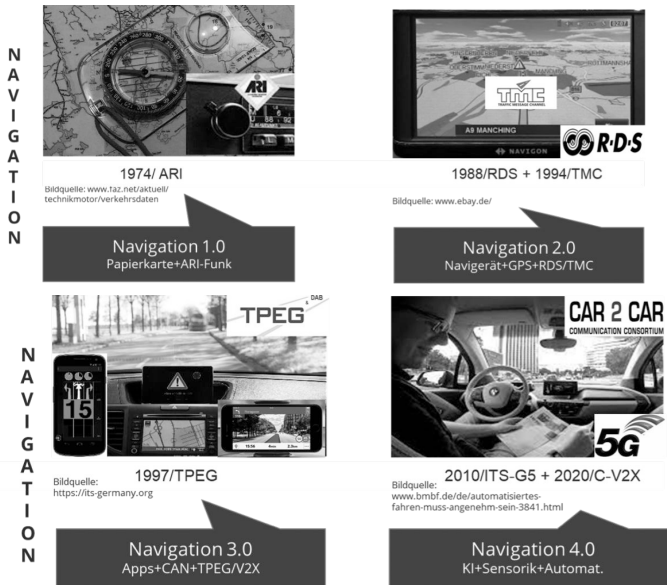 NAVIGATION
ARI
TMC
TRAFFIC MESSAGE CHANNEL
A9 MANCHING
NAVIGON
R·D·S
1974/ ARI
Bildquelle: www.faz.net/aktuell/
technikmotor/verkehrsdaten
1988/RDS + 1994/TMC
Bildquelle: www.ebay.de/
Navigation 1.0
Papierkarte+ARI-Funk
Navigation 2.0
Navigerät+GPS+RDS/TMC
NAVIGATION
DAB
TPEG
15
CAR 2 CAR
COMMUNICATION CONSORTIUM
5G
1997/TPEG
Bildquelle:
https://its-germany.org
2010/ITS-G5 + 2020/C-V2X
Bildquelle:
www.bmbf.de/de/automatisiertes-
fahren-muss-angenehm-sein-3841.html
Navigation 3.0
Apps+CAN+TPEG/V2X
Navigation 4.0
KI+Sensorik+Automat.